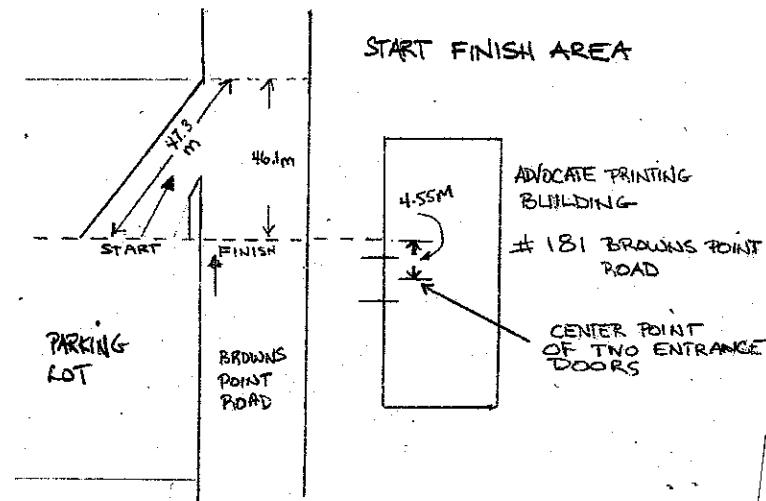 START FINISH AREA
47.3
m
46.1m
4.55M
ADVOCATE PRINTING
BUILDING
# 181 BROWNS POINT
ROAD
START
FINISH
PARKING
LOT
BROWNS
POINT
ROAD
CENTER POINT
OF TWO ENTRANCE
DOORS